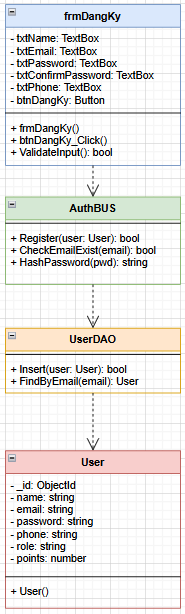 frmDangKy
- txtName: TextBox
- txtEmail: TextBox
- txtPassword: TextBox
- txtConfirmPassword: TextBox
- txtPhone: TextBox
- btnDangKy: Button
+ frmDangKy()
+ btnDangKy_Click()
+ ValidateInput(): bool
AuthBUS
+ Register(user: User): bool
+ CheckEmailExist(email): bool
+ HashPassword(pwd): string
UserDAO
+ Insert(user: User): bool
+ FindByEmail(email): User
User
- _id: ObjectId
- name: string
- email: string
- password: string
- phone: string
- role: string
- points: number
+ User()